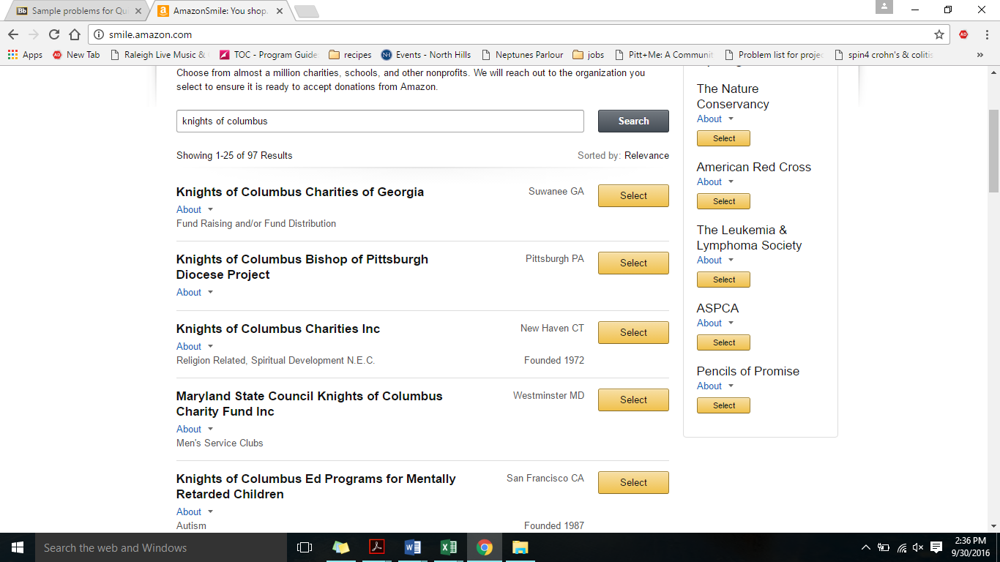 Bb Sample problems for Qui
a AmazonSmile: You shop.
smile.amazon.com
Apps
AD New Tab
Raleigh Live Music &
TOC - Program Guide
recipes
NH Events - North Hills
Neptunes Parlour
jobs
Pitt+Me: A Communit
Problem list for projec
spin4 crohn's & colitis
»
Choose from almost a million charities, schools, and other nonprofits. We will reach out to the organization you
select to ensure it is ready to accept donations from Amazon.
knights of columbus
Search
Showing 1-25 of 97 Results
Sorted by: Relevance
Knights of Columbus Charities of Georgia
Suwanee GA
Select
About
Fund Raising and/or Fund Distribution
Knights of Columbus Bishop of Pittsburgh
Diocese Project
Pittsburgh PA
Select
About
Knights of Columbus Charities Inc
New Haven CT
Select
About
Religion Related, Spiritual Development N.E.C.
Founded 1972
Maryland State Council Knights of Columbus
Charity Fund Inc
Westminster MD
Select
About
Men's Service Clubs
Knights of Columbus Ed Programs for Mentally
Retarded Children
San Francisco CA
Select
About
Autism
Founded 1987
The Nature
Conservancy
About
Select
American Red Cross
About
Select
The Leukemia &
Lymphoma Society
About
Select
ASPCA
About
Select
Pencils of Promise
About
Select
Search the web and Windows
2:36 PM
9/30/2016